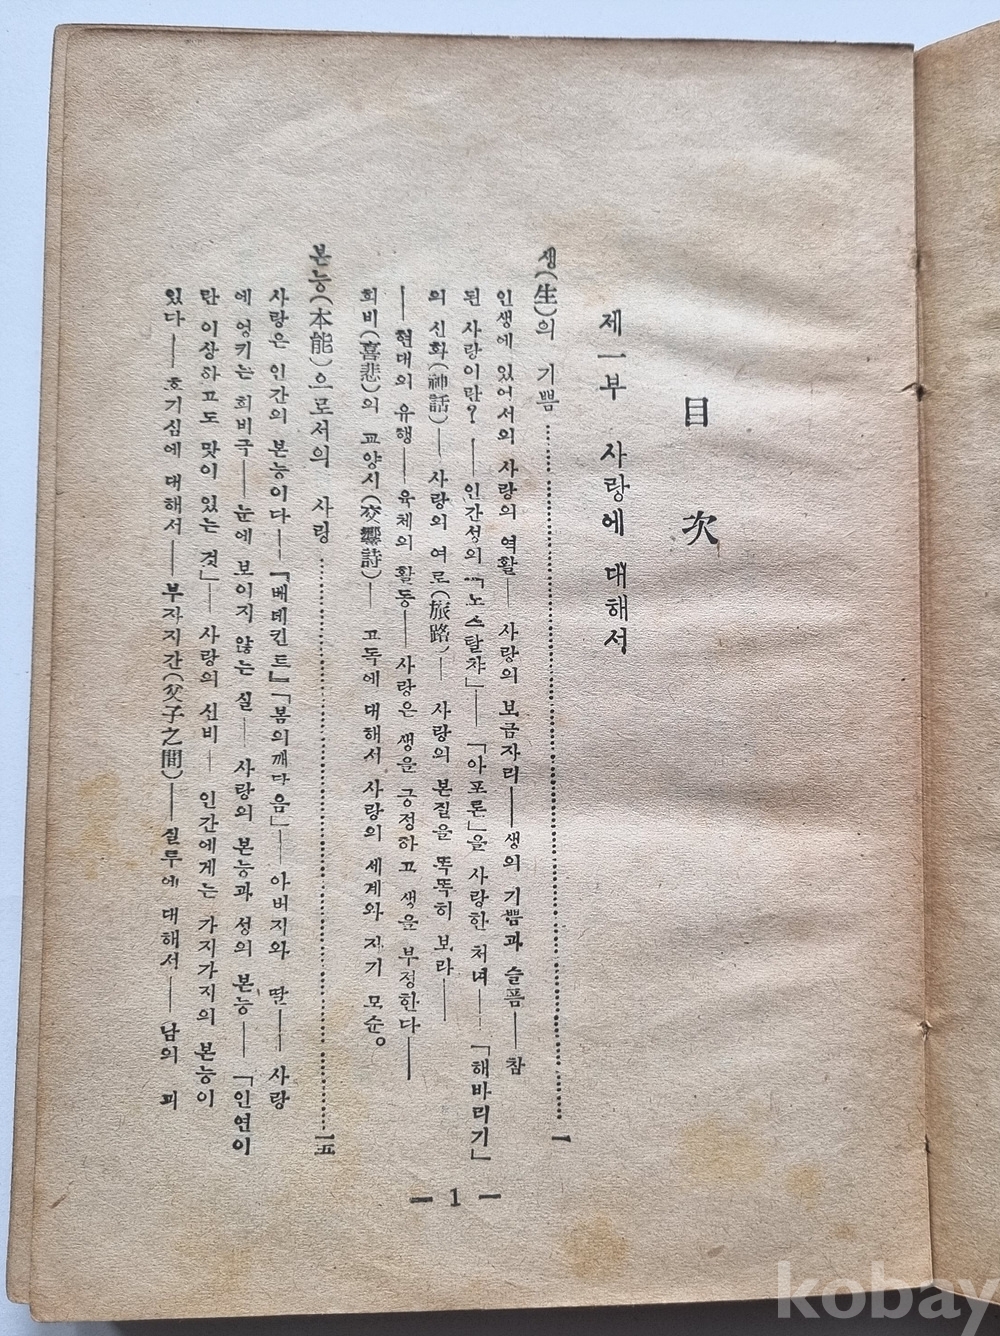 目次
제一부 사랑에 대해서
생(生)의 기쁨……………………一
인생에 있어서의 사랑의 역할——사랑의 보금자리——생의 기쁨과 슬픔——참
된 사랑이란?——인간성의「노스탈쟈」——「아포론」을 사랑한 처녀——「해바리기」
의 신화(神話)——사랑의 여로(旅路)——사랑의 본질을 똑똑히 보라——
——현대의 유행——육체의 활동——사랑은 생을 긍정하고 생을 부정한다——
희비(喜悲)의 교향시(交響詩)——고독에 대해서 사랑의 세계와 자기 모순。
본능(本能)으로서의 사랑……………………一五
사랑은 인간의 본능이다——『베데킨트』「봄의깨다음」——아버지와 딸——사랑
에 엉키는 희비극——눈에 보이지 않는 실——사랑의 본능과 성의 본능——「인연이
란 이상하고도 맛이 있는 것」——사랑의 신비——인간에게는 가지가지의 본능이
있다——호기심에 대해서——부자지간(父子之間)——질투에 대해서——남의 피
— 1 —
kobay